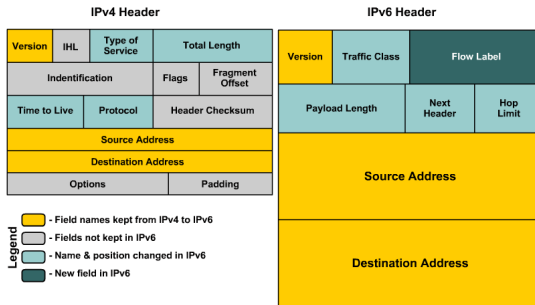 IPv4 Header
IPv6 Header
Version IHL Type of Service Total Length
Indentification Flags Fragment Offset
Time to Live Protocol Header Checksum
Source Address
Destination Address
Options Padding
Version Traffic Class Flow Label
Payload Length Next Header Hop Limit
Source Address
Destination Address
Legend
- Field names kept from IPv4 to IPv6
- Fields not kept in IPv6
- Name & position changed in IPv6
- New field in IPv6